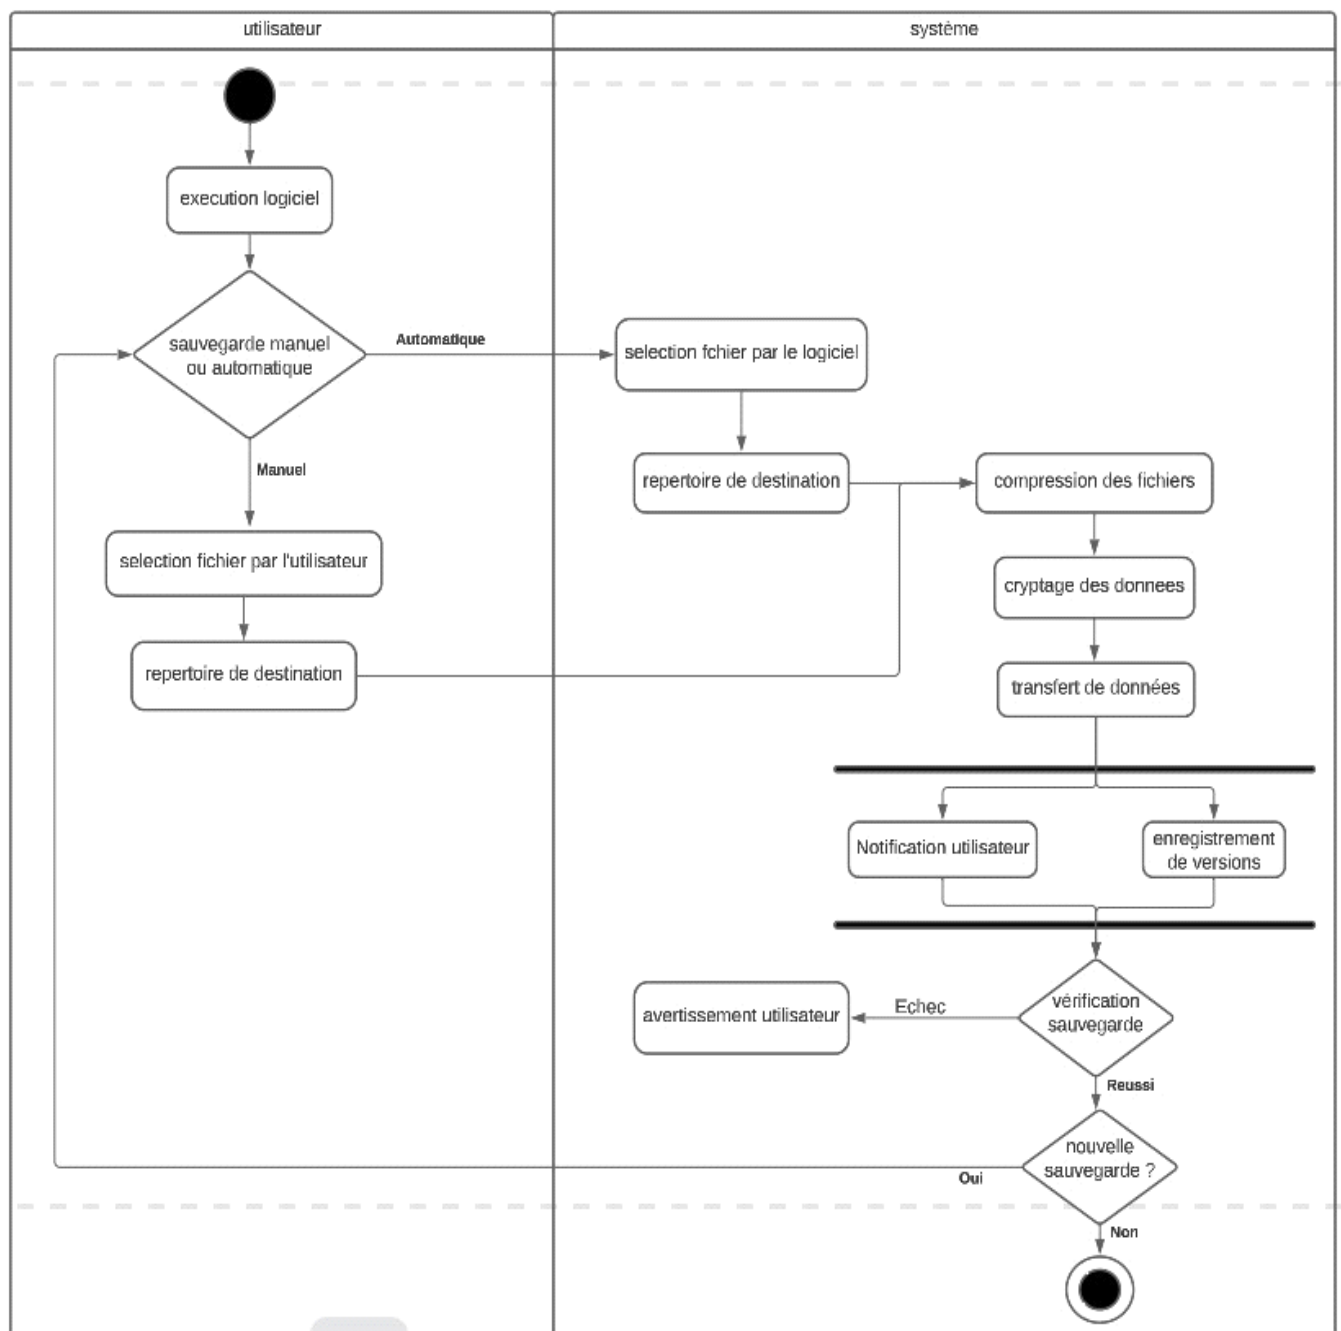 utilisateur
système
execution logiciel
sauvegarde manuel
ou automatique
Automatique
selection fchier par le logiciel
Manuel
repertoire de destination
compression des fichiers
selection fichier par l'utilisateur
cryptage des donnees
repertoire de destination
transfert de données
Notification utilisateur
enregistrement
de versions
vérification
sauvegarde
Echec
avertissement utilisateur
Reussi
nouvelle
sauvegarde ?
Oui
Non